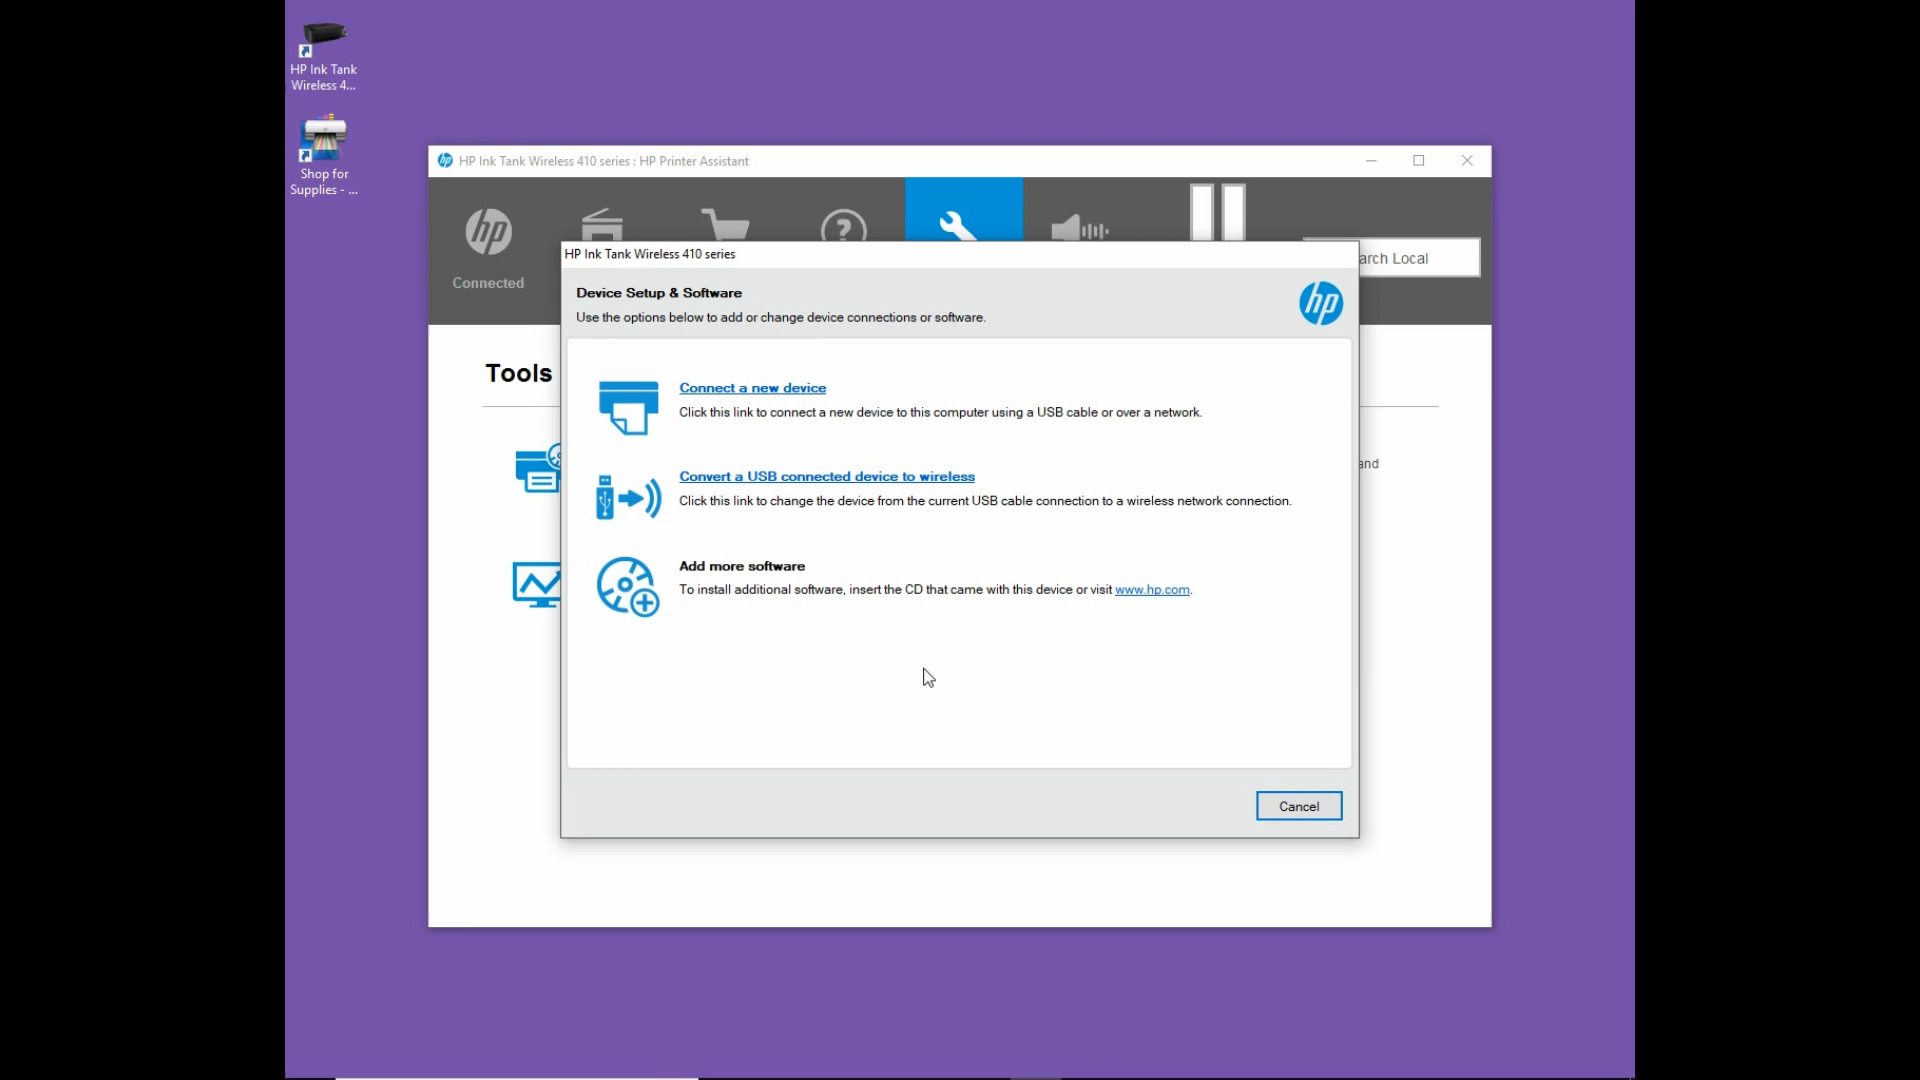 HP Ink Tank
Wireless 4...
Shop for
Supplies - ...
HP Ink Tank Wireless 410 series : HP Printer Assistant
hp
Connected
?
arch Local
Tools
and
HP Ink Tank Wireless 410 series
Device Setup & Software
Use the options below to add or change device connections or software.
hp
Connect a new device
Click this link to connect a new device to this computer using a USB cable or over a network.
Convert a USB connected device to wireless
Click this link to change the device from the current USB cable connection to a wireless network connection.
Add more software
To install additional software, insert the CD that came with this device or visit www.hp.com.
Cancel